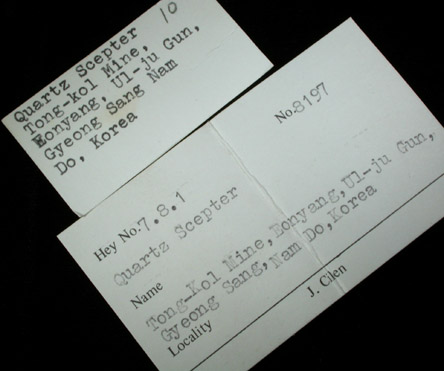 10
Quartz Scepter
Tong-kol Mine,
Eonyang, Ul-ju Gun,
Gyeong Sang Nam
Do, Korea
No.8197
Hey No.7.8.1
Quartz Scepter
Name
Tong-Kol Mine, Eonyang, Ul-ju Gun,
Gyeong Sang, Nam Do, Korea
Locality
J. Cilen